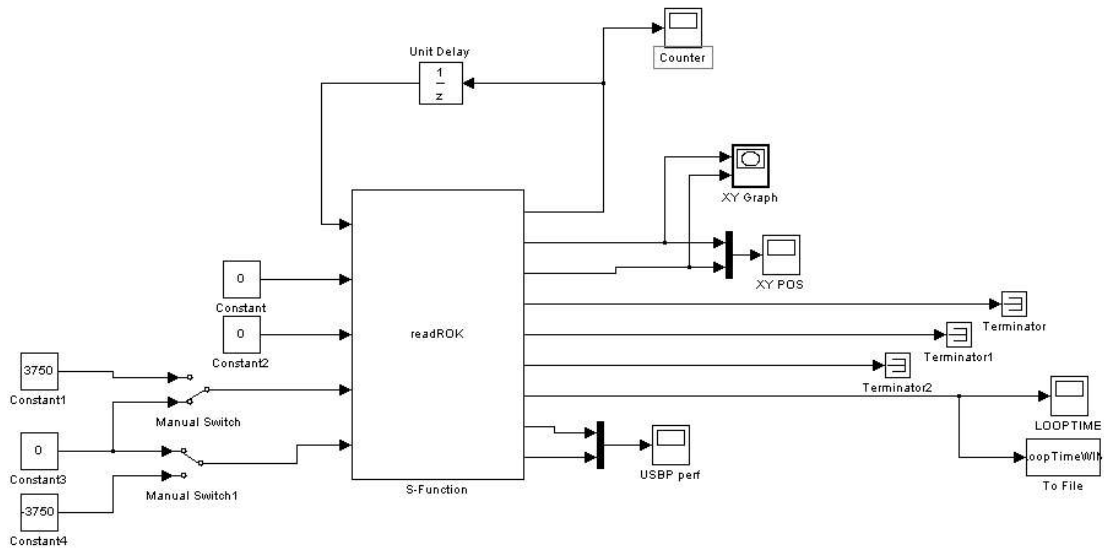 Counter
Unit Delay
1
z
XY Graph
XY POS
0
Constant
0
Constant2
readROK
Terminator
Terminator1
Terminator2
3750
Constant1
Manual Switch
0
Constant3
Manual Switch1
-3750
Constant4
S-Function
USBP perf
LOOPTIME
oopTimeWIN
To File